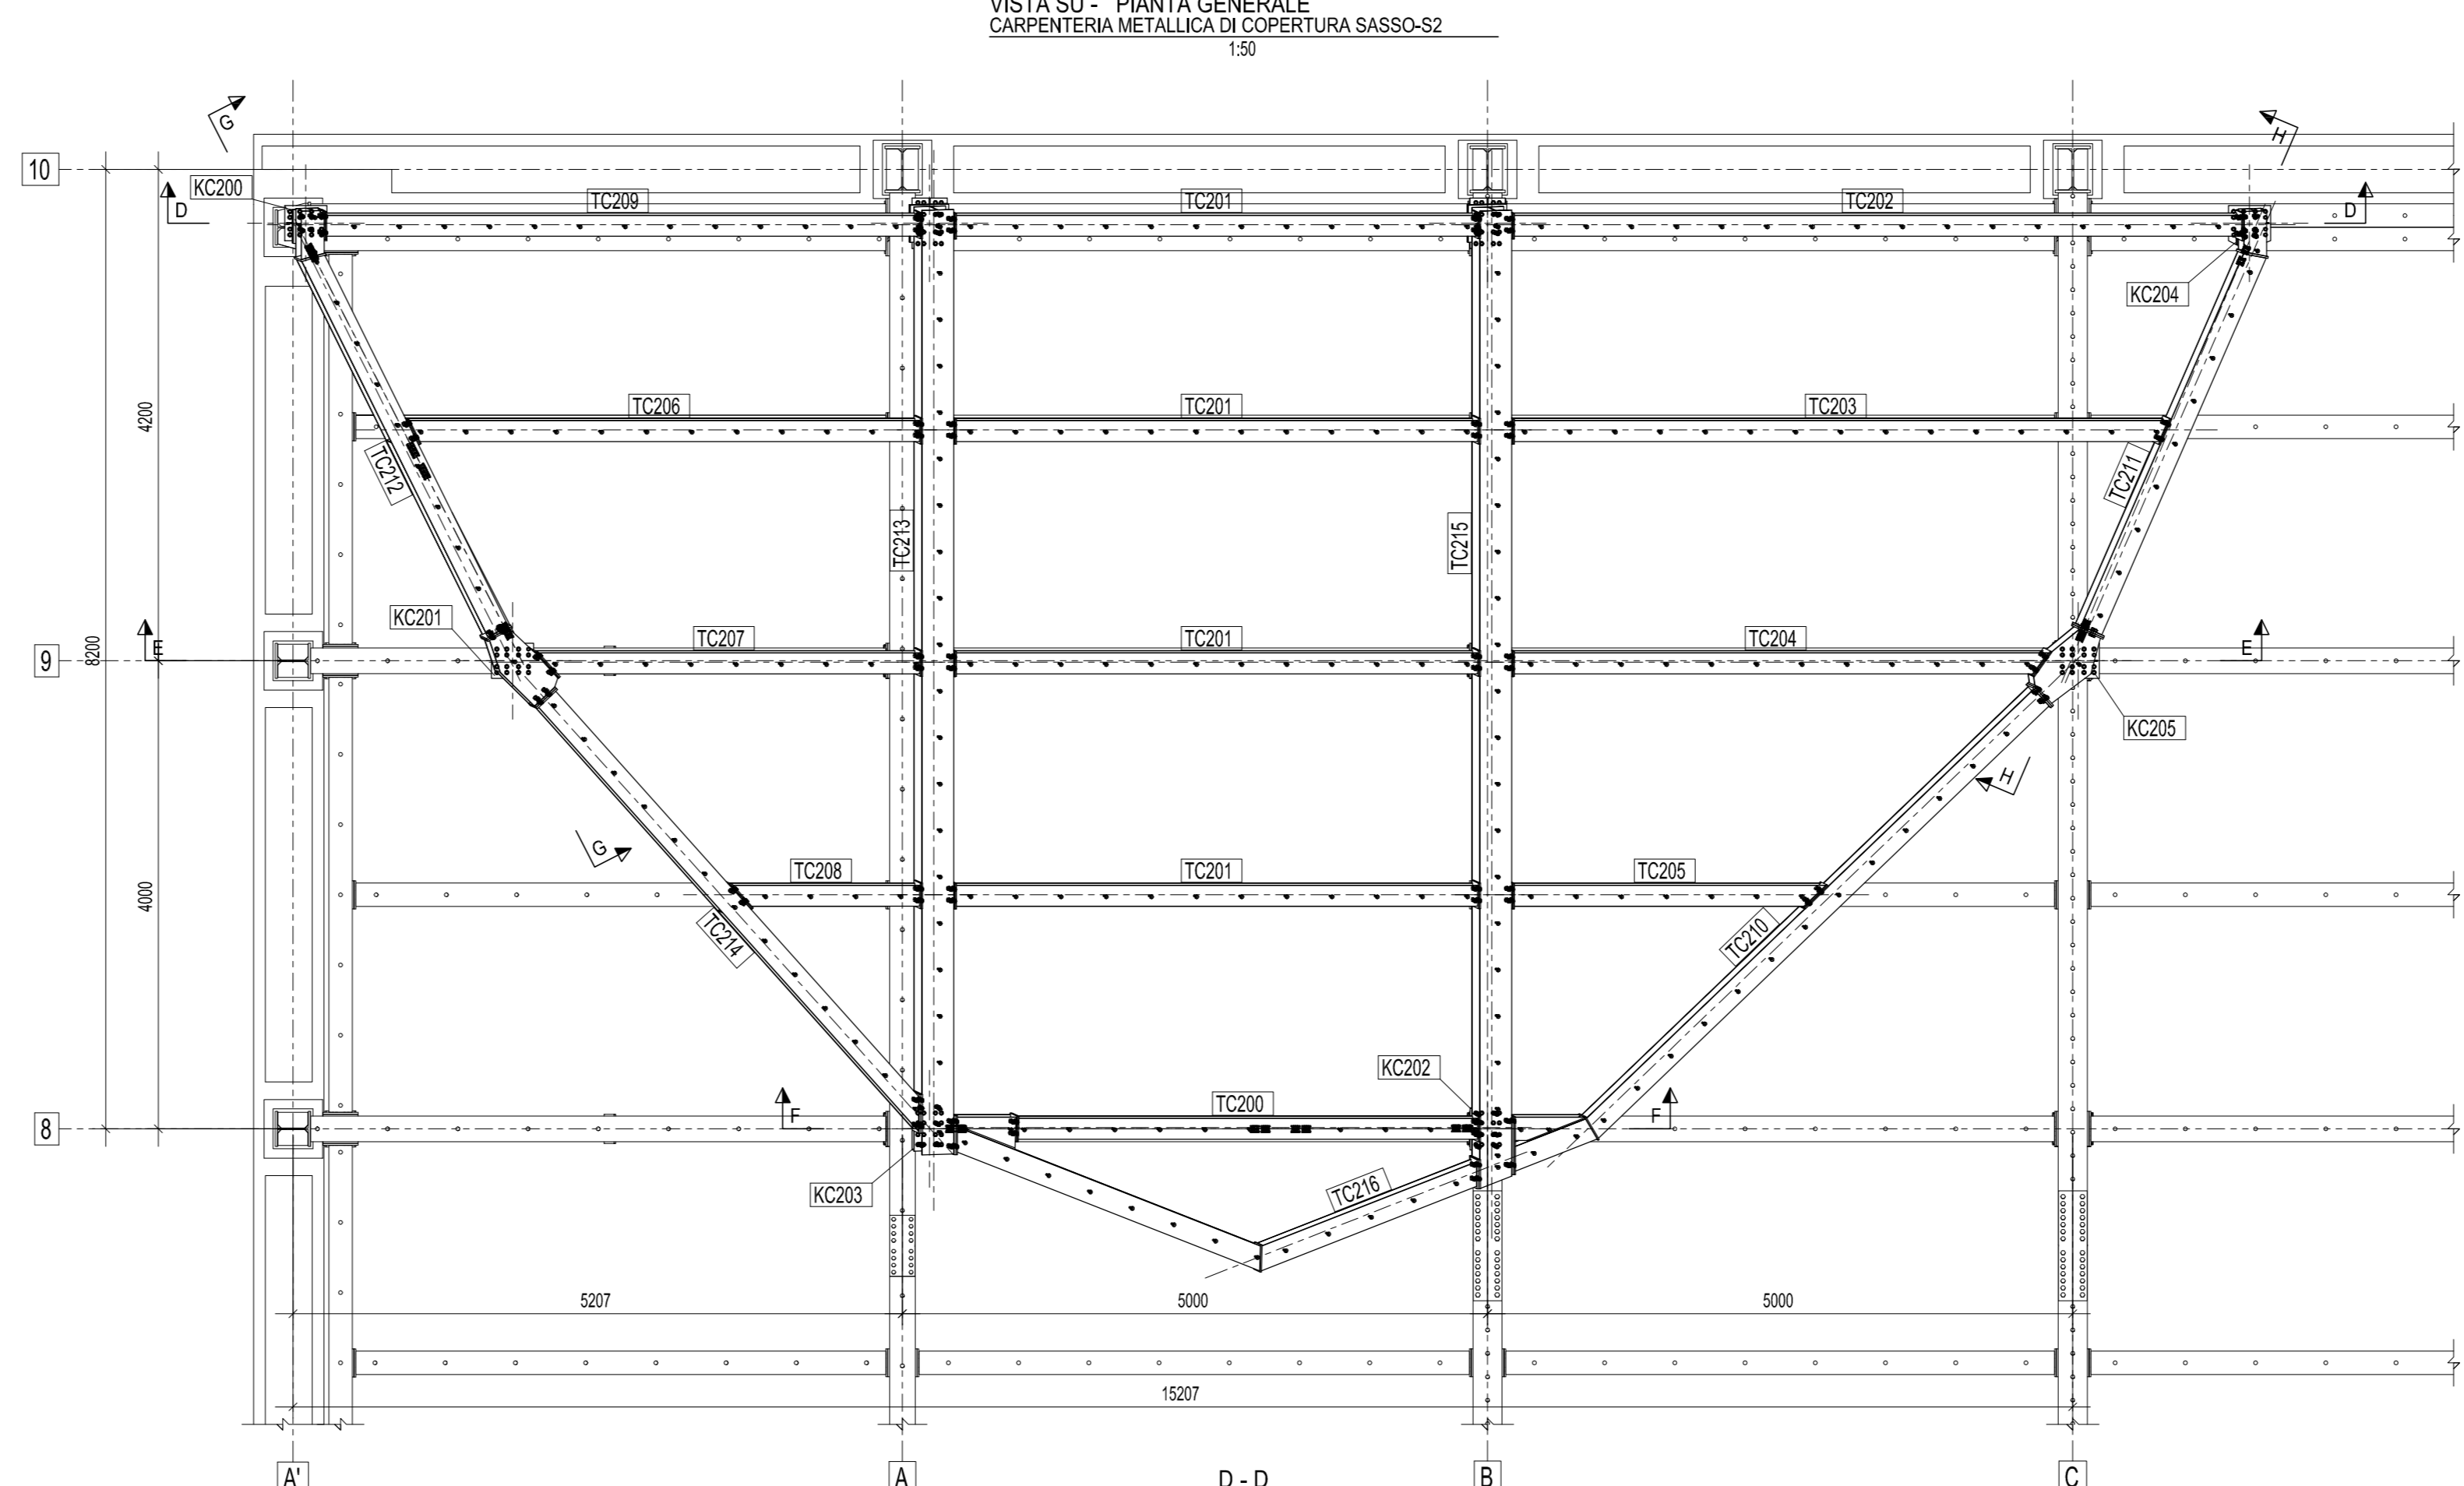 VISTA SU - PIANTA GENERALE
CARPENTERIA METALLICA DI COPERTURA SASSO-S2
1:50
G
H
10
KC200
D
TC209
TC201
TC202
D
KC204
4200
TC206
TC201
TC203
TC212
TC211
TC213
TC215
KC201
E
8200
9
TC207
TC201
TC204
E
KC205
H
G
4000
TC208
TC201
TC205
TC214
TC210
KC202
TC200
F
F
8
KC203
TC216
5207
5000
5000
15207
A'
A
D - D
B
C